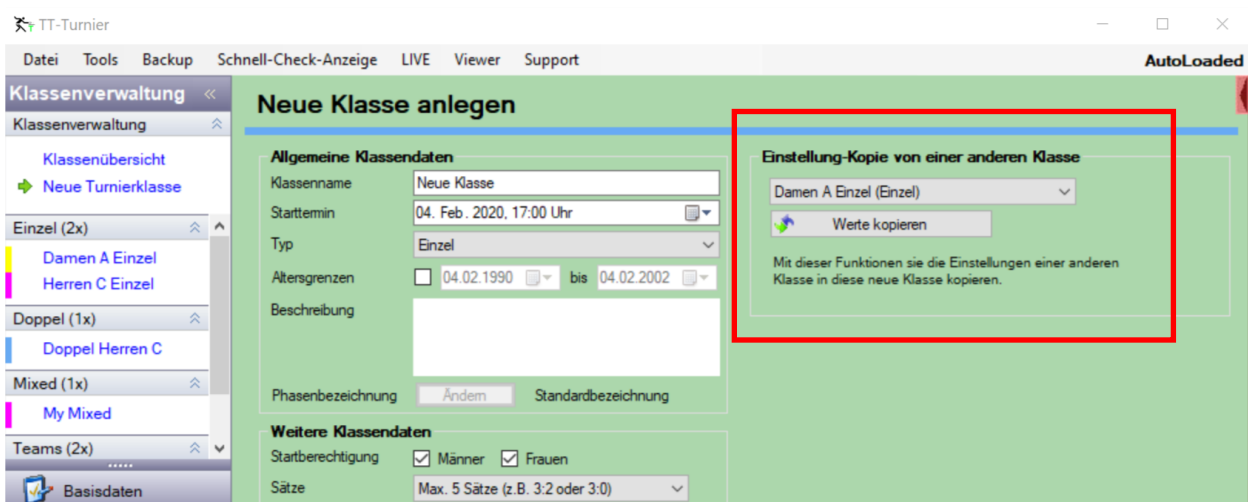 TT-Turnier
Datei Tools Backup Schnell-Check-Anzeige LIVE Viewer Support AutoLoaded
Klassenverwaltung
Klassenverwaltung
Klassenübersicht
Neue Turnierklasse
Einzel (2x)
Damen A Einzel
Herren C Einzel
Doppel (1x)
Doppel Herren C
Mixed (1x)
My Mixed
Teams (2x)
Basisdaten
Neue Klasse anlegen
Allgemeine Klassendaten
Klassenname Neue Klasse
Starttermin 04. Feb. 2020, 17:00 Uhr
Typ Einzel
Altersgrenzen 04.02.1990 bis 04.02.2002
Beschreibung
Phasenbezeichnung Ändern Standardbezeichnung
Weitere Klassendaten
Startberechtigung Männer Frauen
Sätze Max. 5 Sätze (z.B. 3:2 oder 3:0)
Einstellung-Kopie von einer anderen Klasse
Damen A Einzel (Einzel)
Werte kopieren
Mit dieser Funktionen sie die Einstellungen einer anderen
Klasse in diese neue Klasse kopieren.